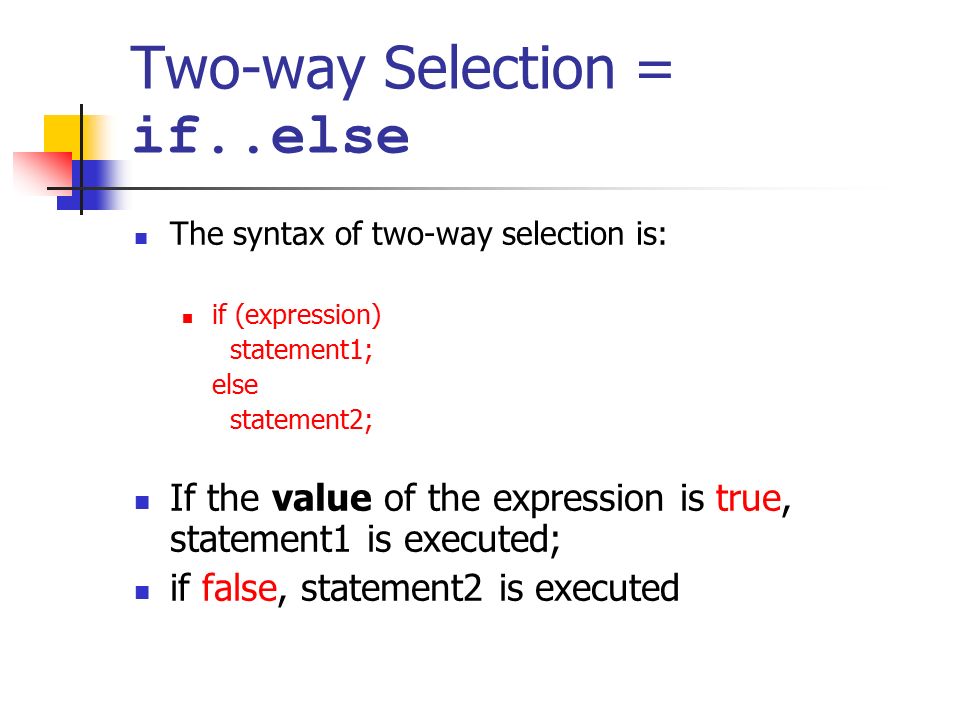 Two-way Selection =
if..else
The syntax of two-way selection is:
if (expression)
statement1;
else
statement2;
If the value of the expression is true,
statement1 is executed;
if false, statement2 is executed